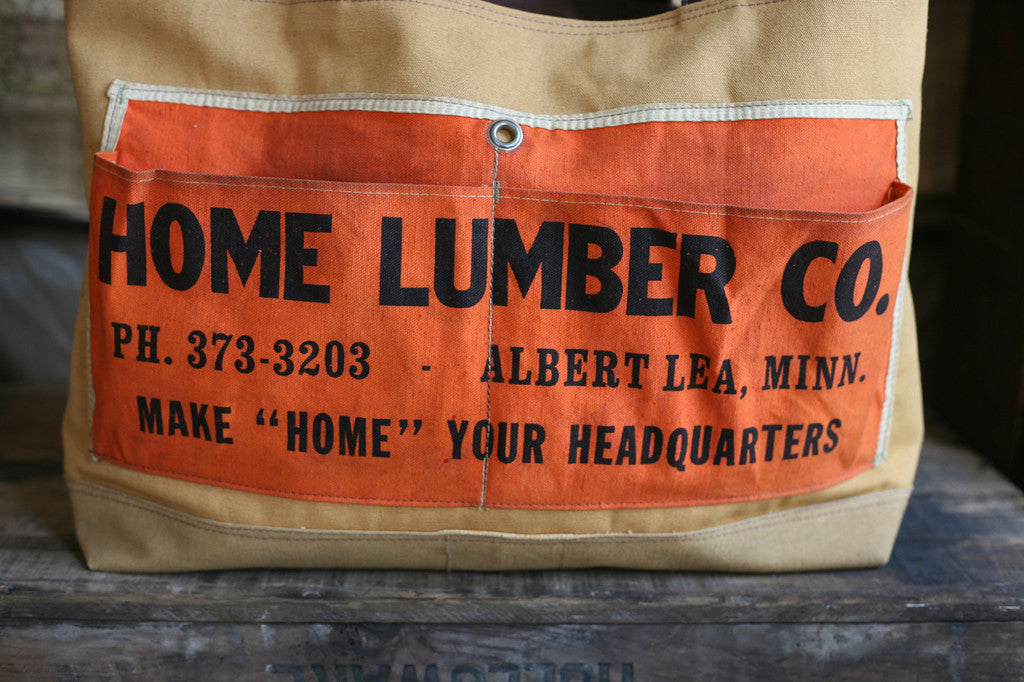 HOME LUMBER CO.
PH. 373-3203 - ALBERT LEA, MINN.
MAKE “HOME” YOUR HEADQUARTERS